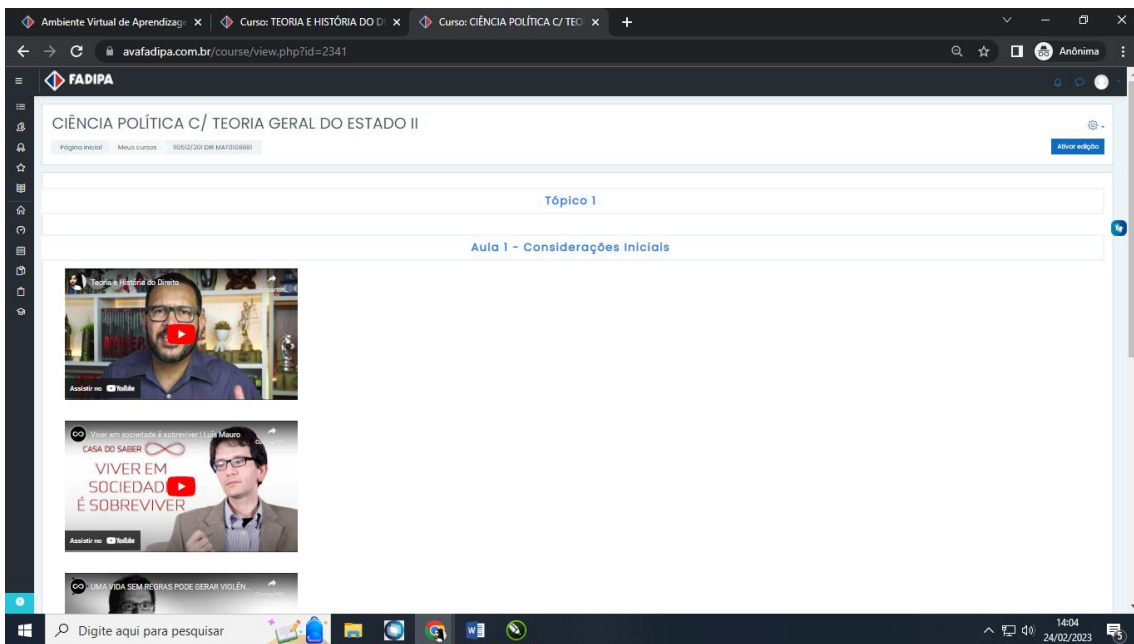 Ambiente Virtual de Aprendizage
Curso: TEORIA E HISTÓRIA DO DI
Curso: CIÊNCIA POLÍTICA C/ TEO
avafadipa.com.br/course/view.php?id=2341
Anônima
FADIPA
CIÊNCIA POLÍTICA C/ TEORIA GERAL DO ESTADO II
Página inicial
Meus cursos
Ativar edição
Tópico 1
Aula 1 - Considerações Iniciais
Teoria e História do Direito
Assistir no YouTube
Viver em sociedade é sobreviver | Luís Mauro
CASA DO SABER
VIVER EM
SOCIEDAD
É SOBREVIVER
Assistir no YouTube
UMA VIDA SEM REGRAS PODE GERAR VIOLÊN...
Digite aqui para pesquisar
14:04
24/02/2023
5